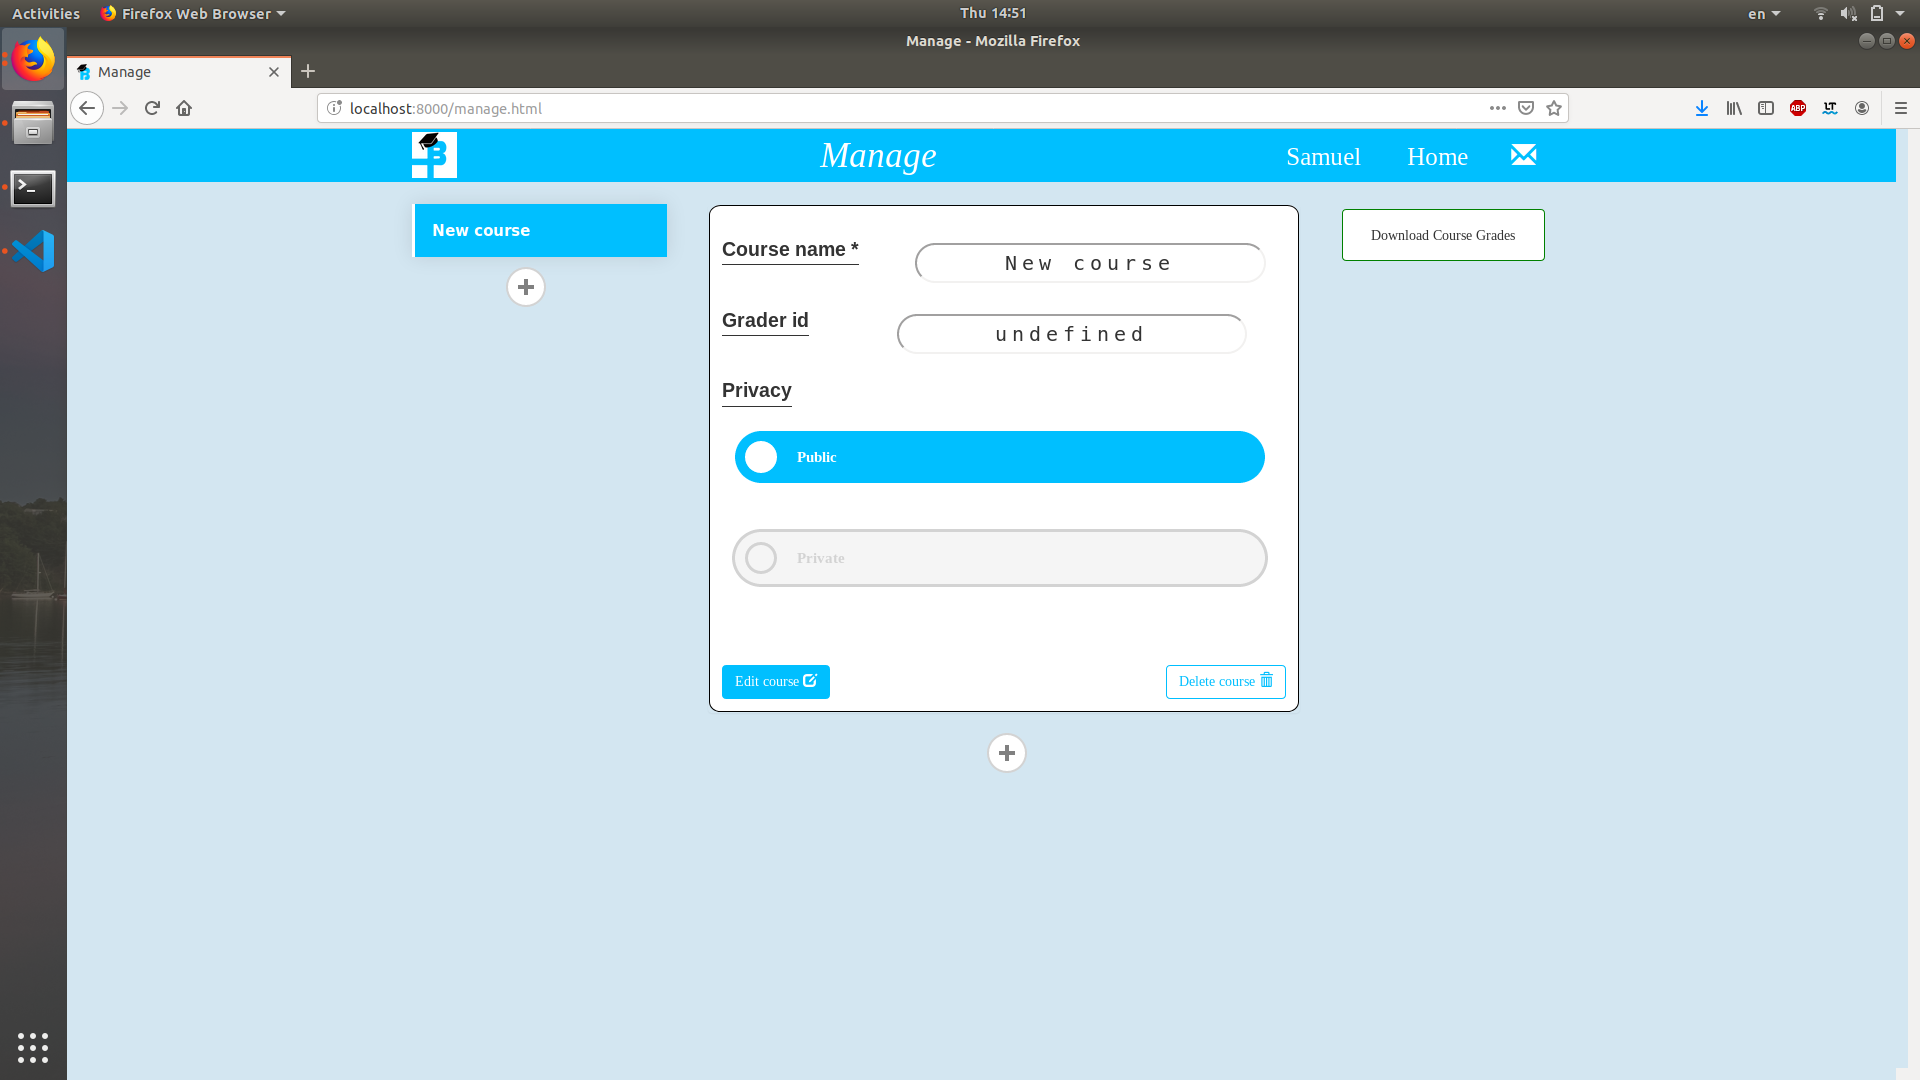 Activities Firefox Web Browser Thu 14:51 en
Manage - Mozilla Firefox
Manage
localhost:8000/manage.html ABP LT
B Manage Samuel Home
New course
Course name * New course
Download Course Grades
Grader id undefined
Privacy
Public
Private
Edit course Delete course